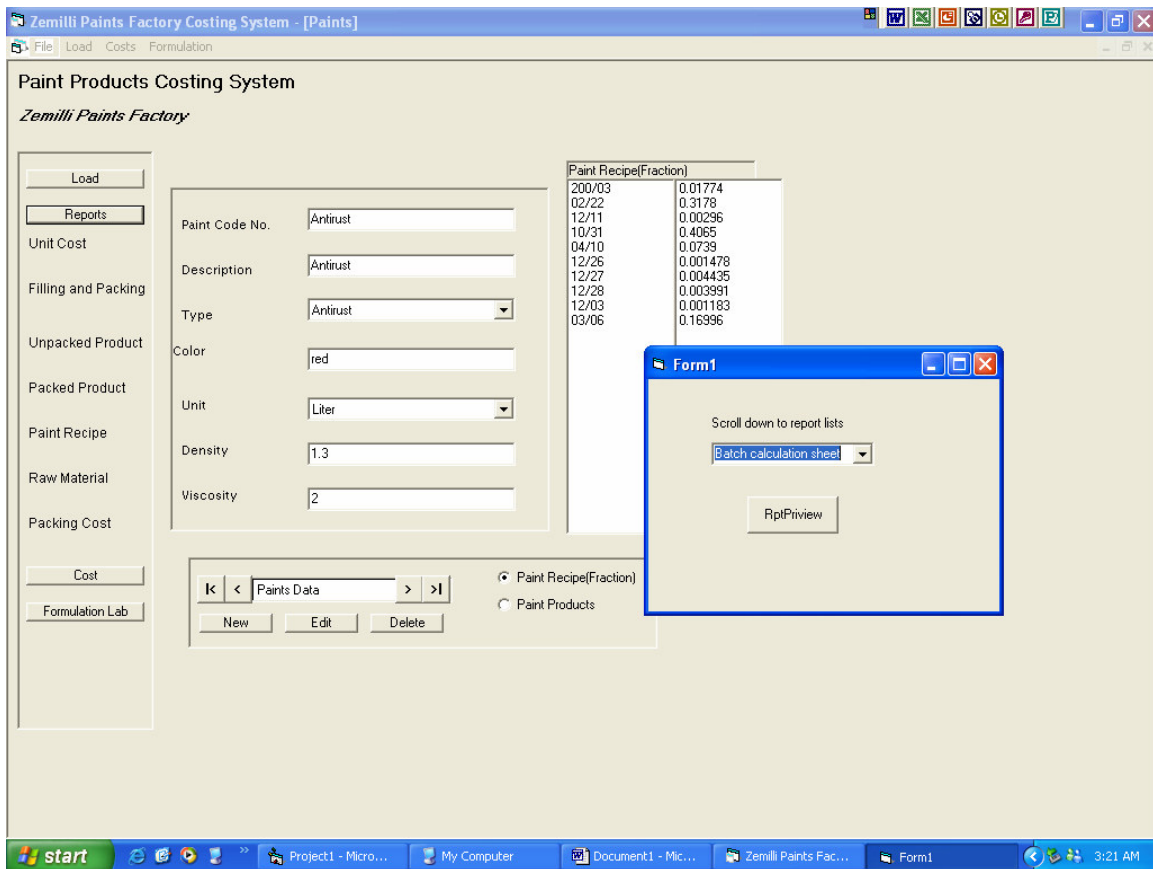 Zemilli Paints Factory Costing System - [Paints]
File Load Costs Formulation
Paint Products Costing System
Zemilli Paints Factory
Load
Reports
Unit Cost
Filling and Packing
Unpacked Product
Packed Product
Paint Recipe
Raw Material
Packing Cost
Cost
Formulation Lab
Paint Code No. Antirust
Description Antirust
Type Antirust
Color red
Unit Liter
Density 1.3
Viscosity 2
Paint Recipe(Fraction)
200/03 0.01774
02/22 0.3178
12/11 0.00296
10/31 0.4065
04/10 0.0739
12/26 0.001478
12/27 0.004435
12/28 0.003991
12/03 0.001183
03/06 0.16996
Paints Data
New Edit Delete
Paint Recipe(Fraction)
Paint Products
Form1
Scroll down to report lists
Batch calculation sheet
RptPriview
start Project1 - Micro... My Computer Document1 - Mic... Zemilli Paints Fac... Form1 3:21 AM